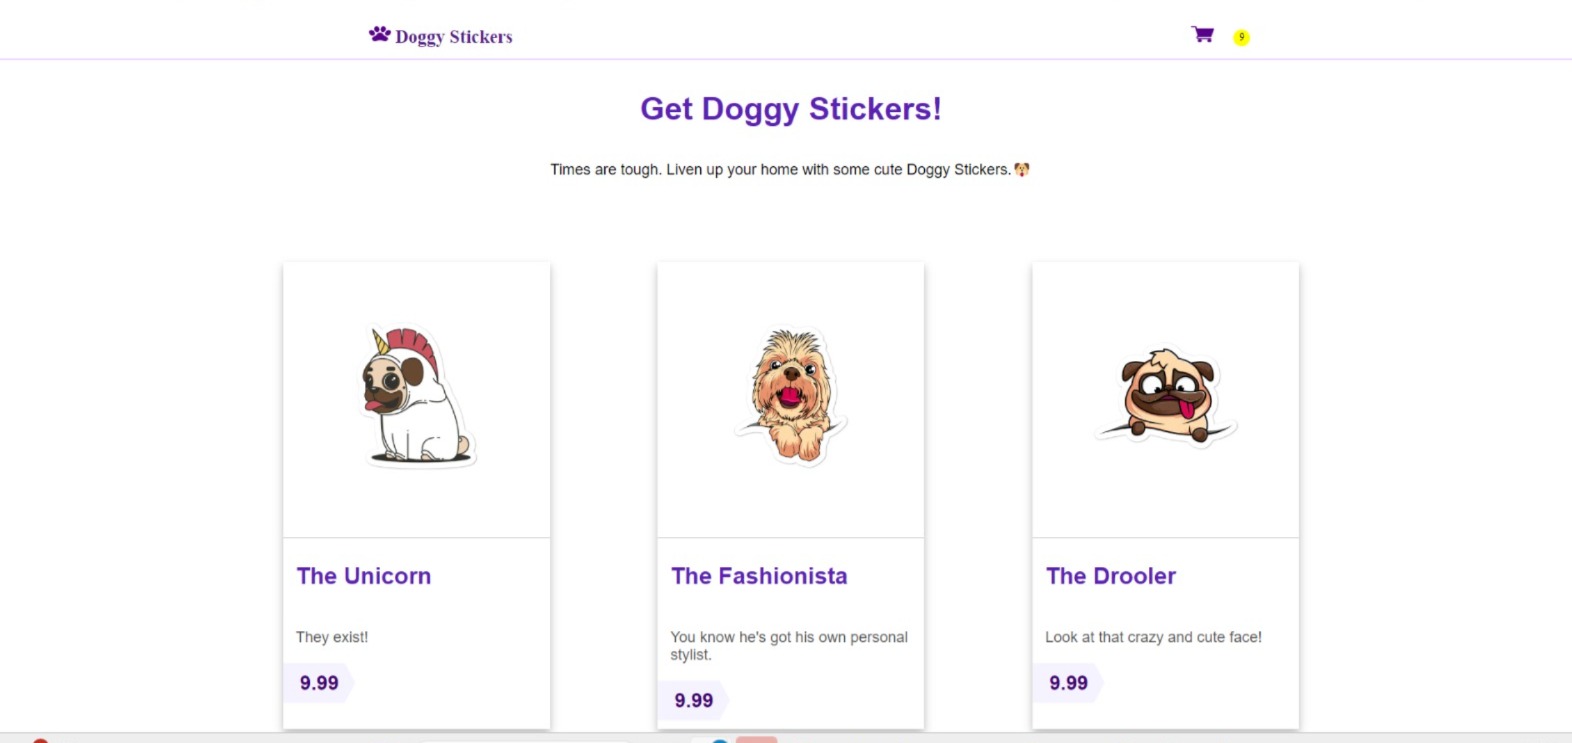 Doggy Stickers
9
Get Doggy Stickers!
Times are tough. Liven up your home with some cute Doggy Stickers.
The Unicorn
They exist!
9.99
The Fashionista
You know he's got his own personal
stylist.
9.99
The Drooler
Look at that crazy and cute face!
9.99